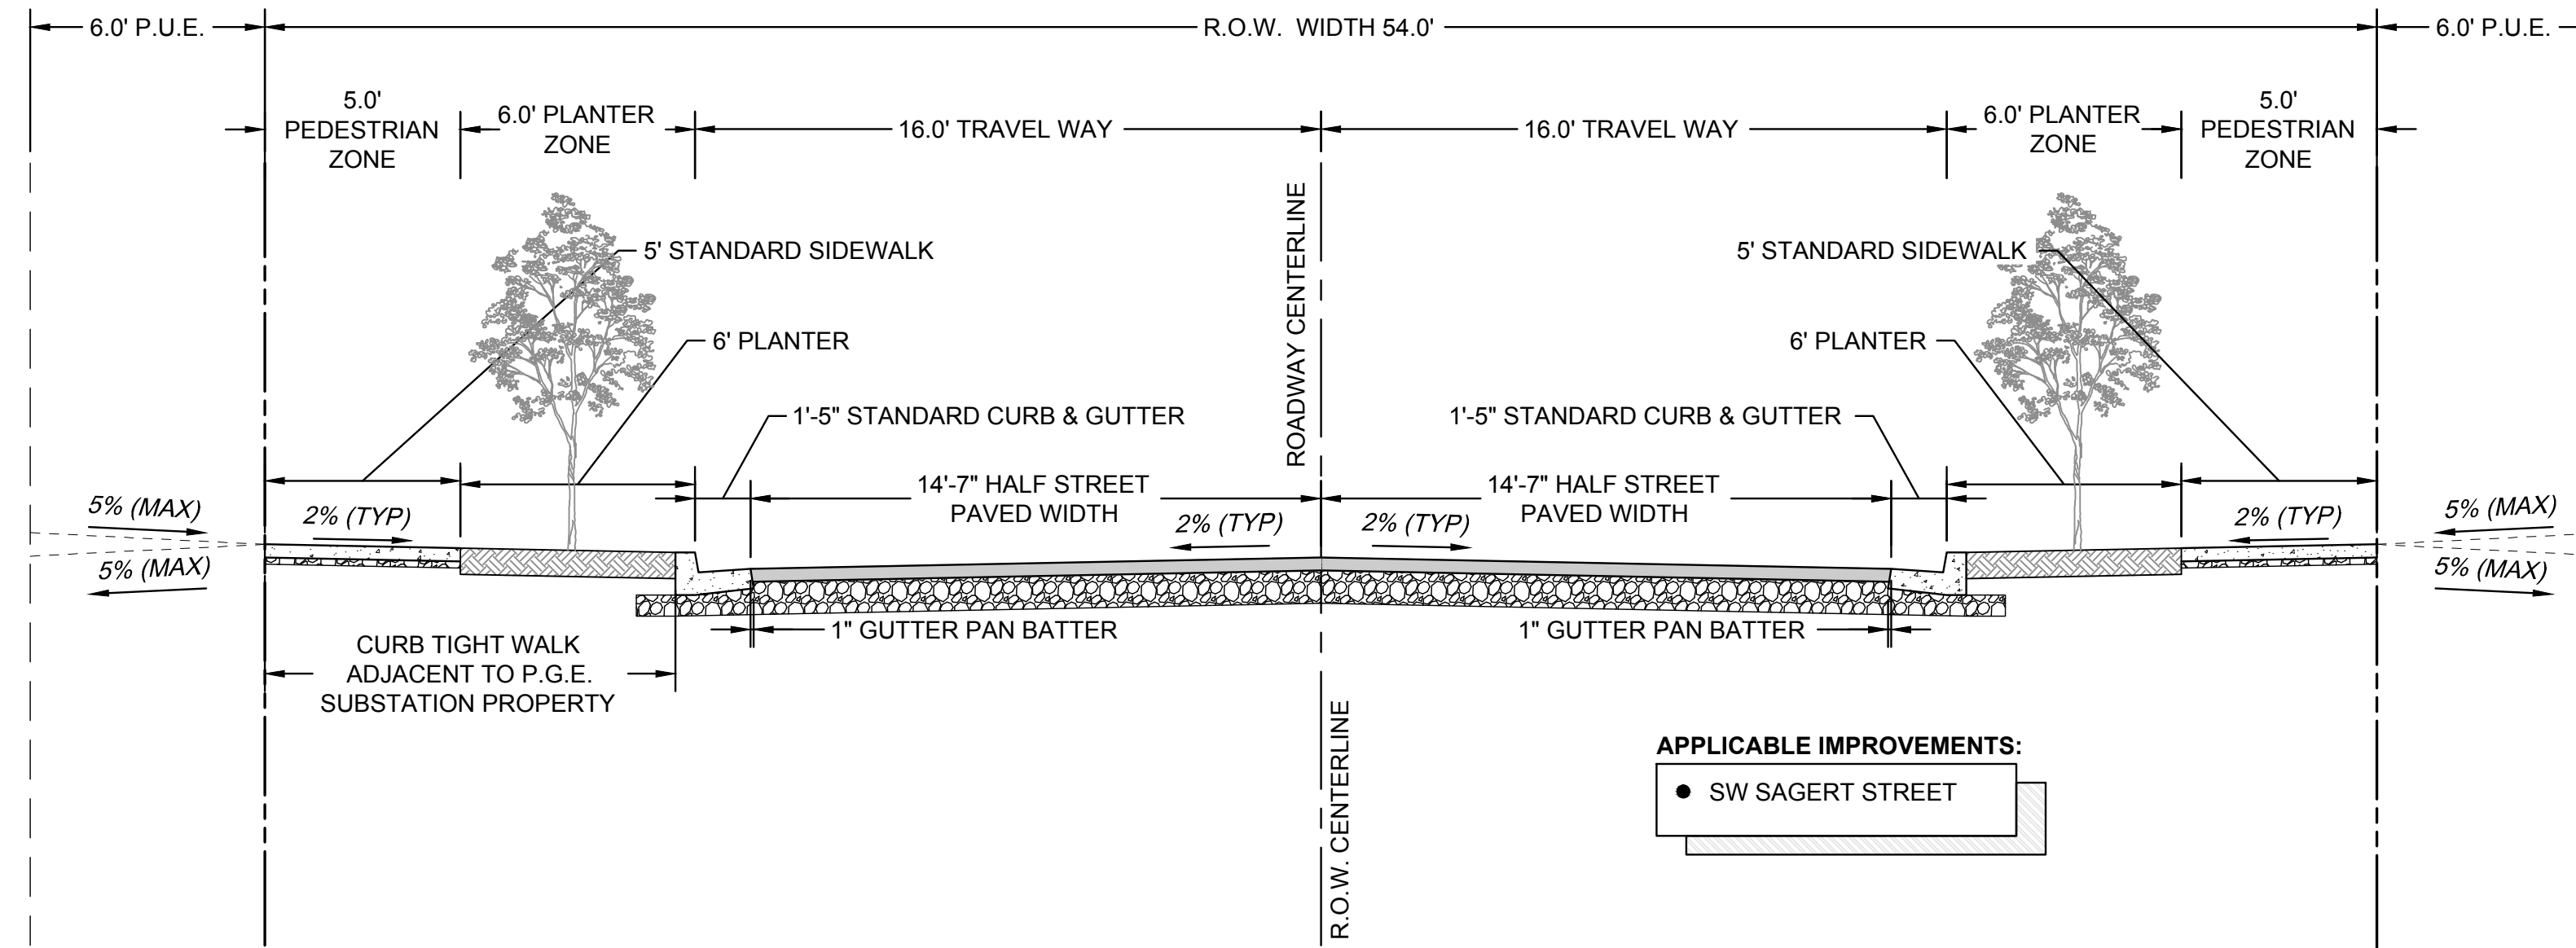 6.0' P.U.E.
R.O.W. WIDTH 54.0'
6.0' P.U.E.
5.0'
PEDESTRIAN
ZONE
6.0' PLANTER
ZONE
16.0' TRAVEL WAY
16.0' TRAVEL WAY
6.0' PLANTER
ZONE
5.0'
PEDESTRIAN
ZONE
ROADWAY CENTERLINE
5' STANDARD SIDEWALK
5' STANDARD SIDEWALK
6' PLANTER
6' PLANTER
1'-5" STANDARD CURB & GUTTER
1'-5" STANDARD CURB & GUTTER
14'-7" HALF STREET
PAVED WIDTH
14'-7" HALF STREET
PAVED WIDTH
5% (MAX)
2% (TYP)
2% (TYP)
2% (TYP)
2% (TYP)
5% (MAX)
5% (MAX)
5% (MAX)
1" GUTTER PAN BATTER
1" GUTTER PAN BATTER
CURB TIGHT WALK
ADJACENT TO P.G.E.
SUBSTATION PROPERTY
R.O.W. CENTERLINE
APPLICABLE IMPROVEMENTS:
● SW SAGERT STREET